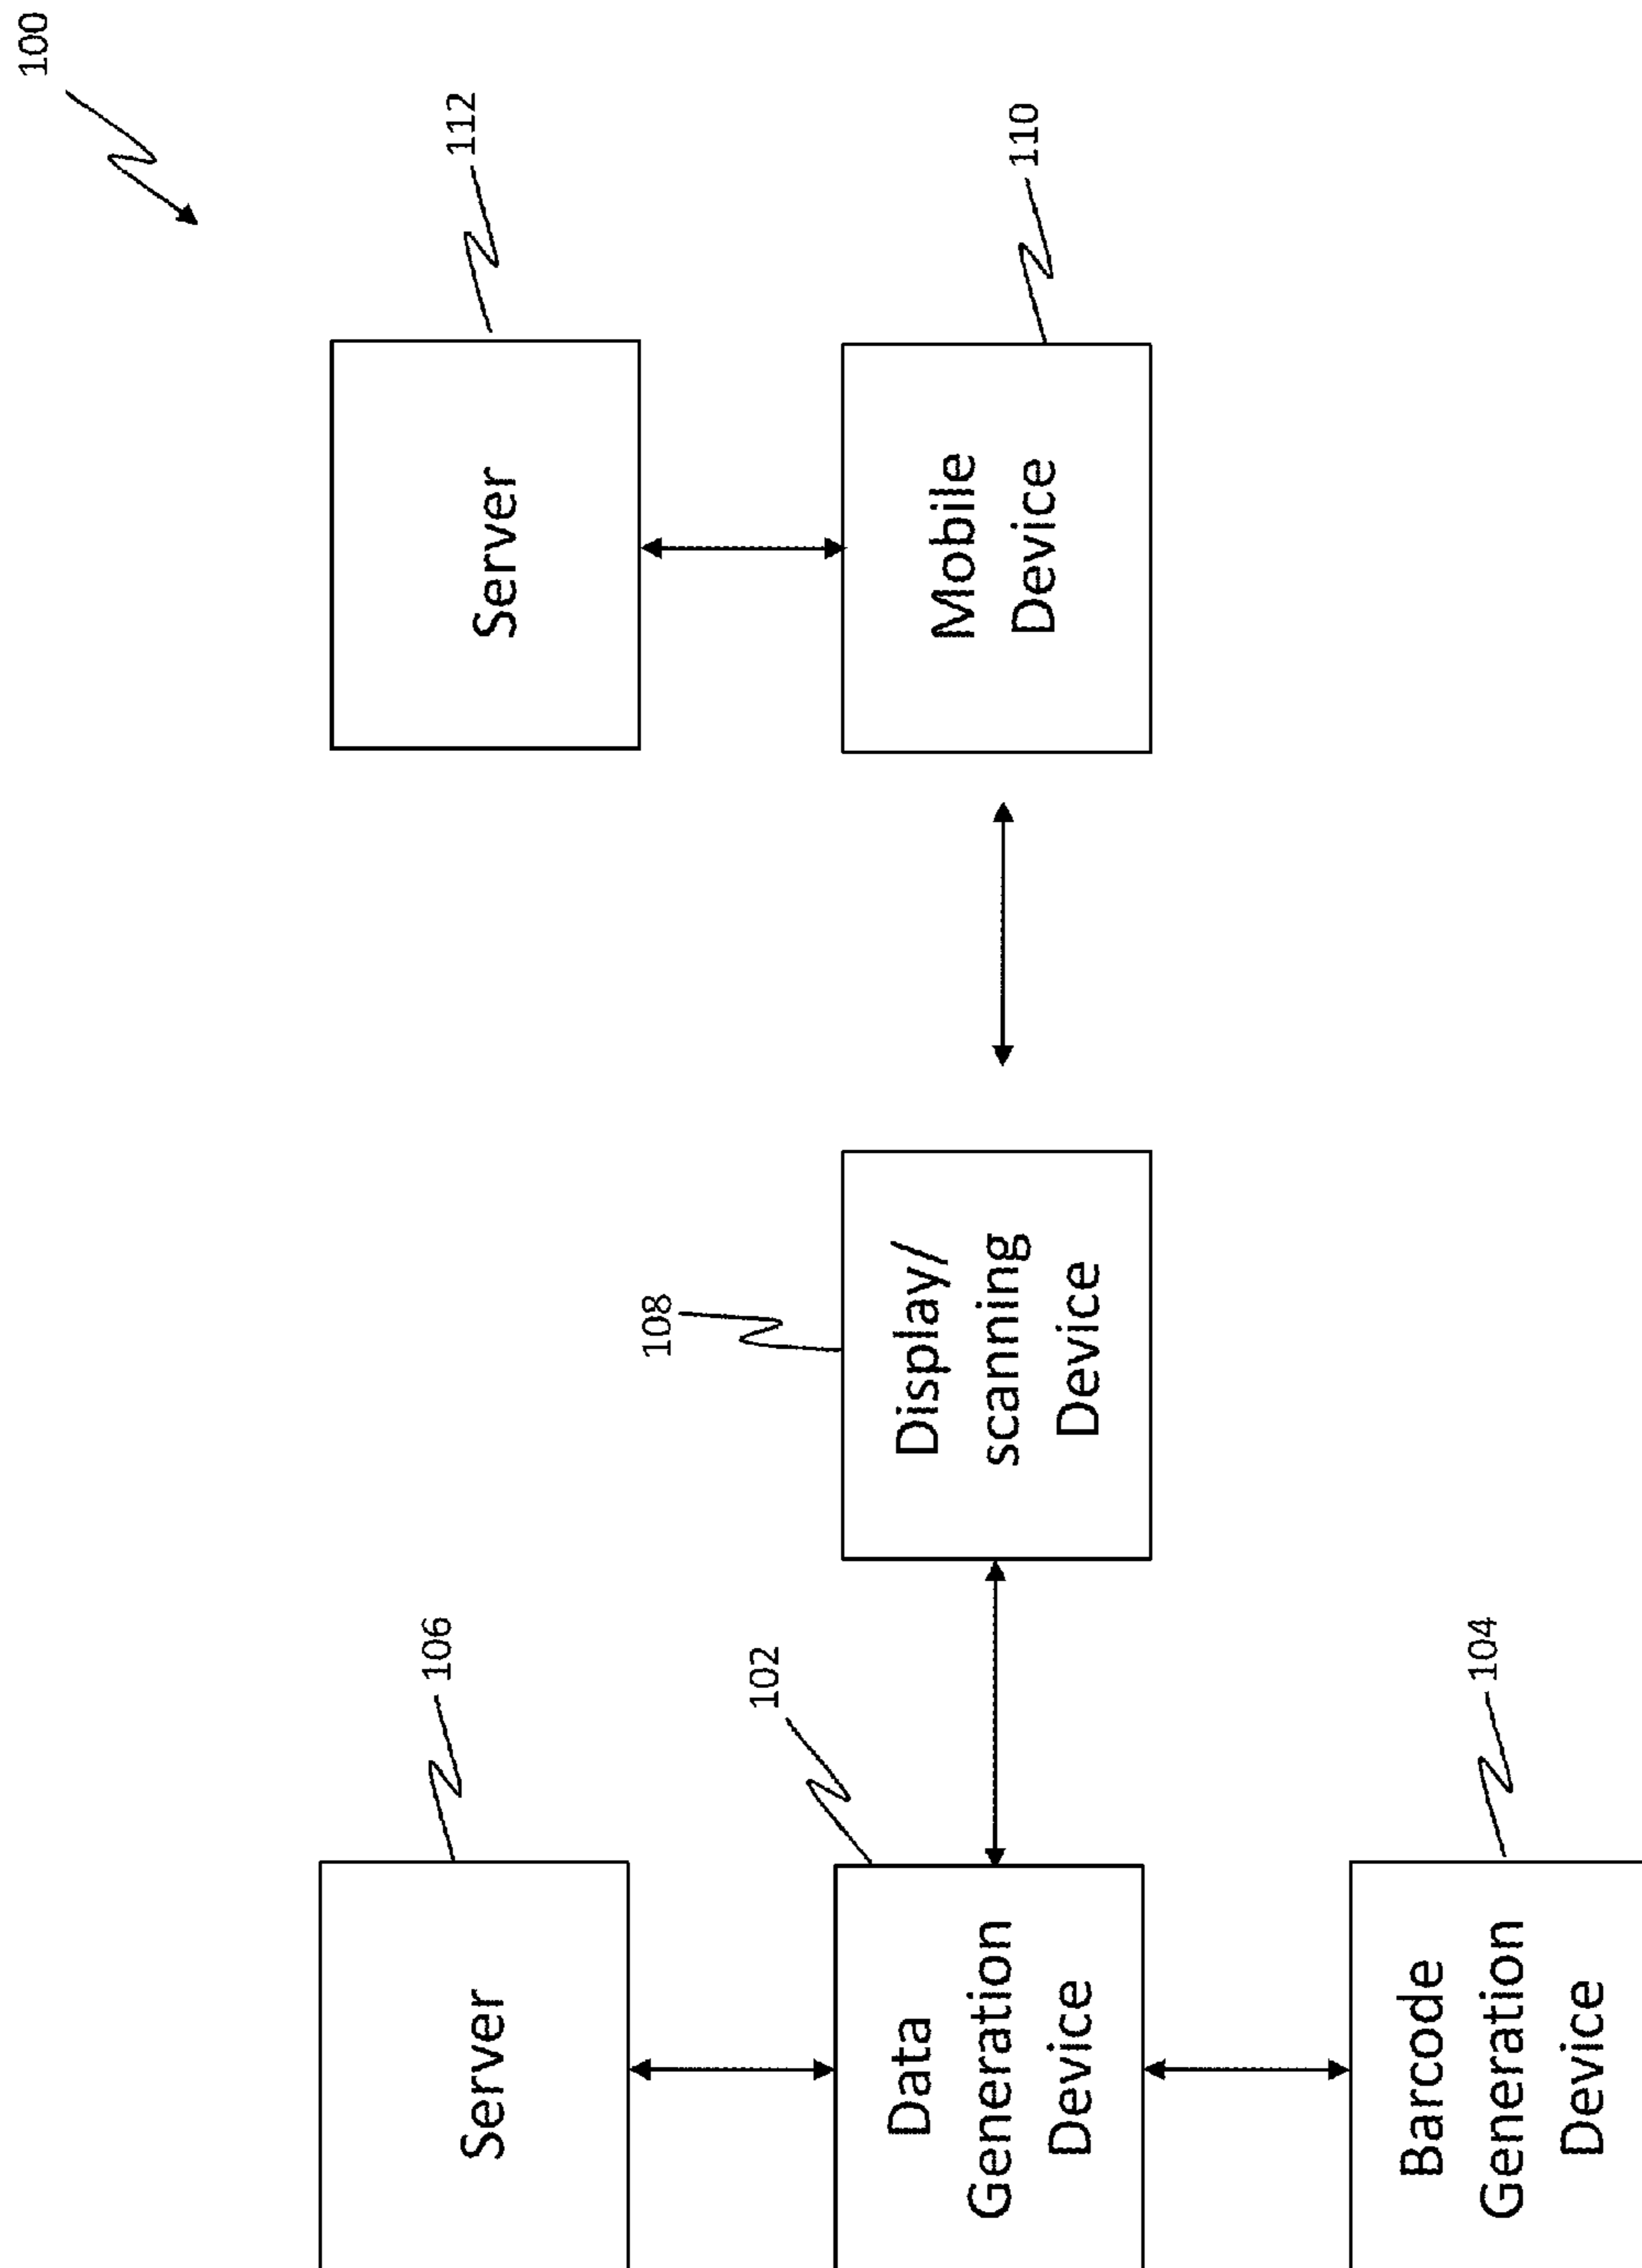 100
106
112
Server
Server
102
108
110
Data
Generation
Device
Display/
scanning
Device
Mobile
Device
104
Barcode
Generation
Device